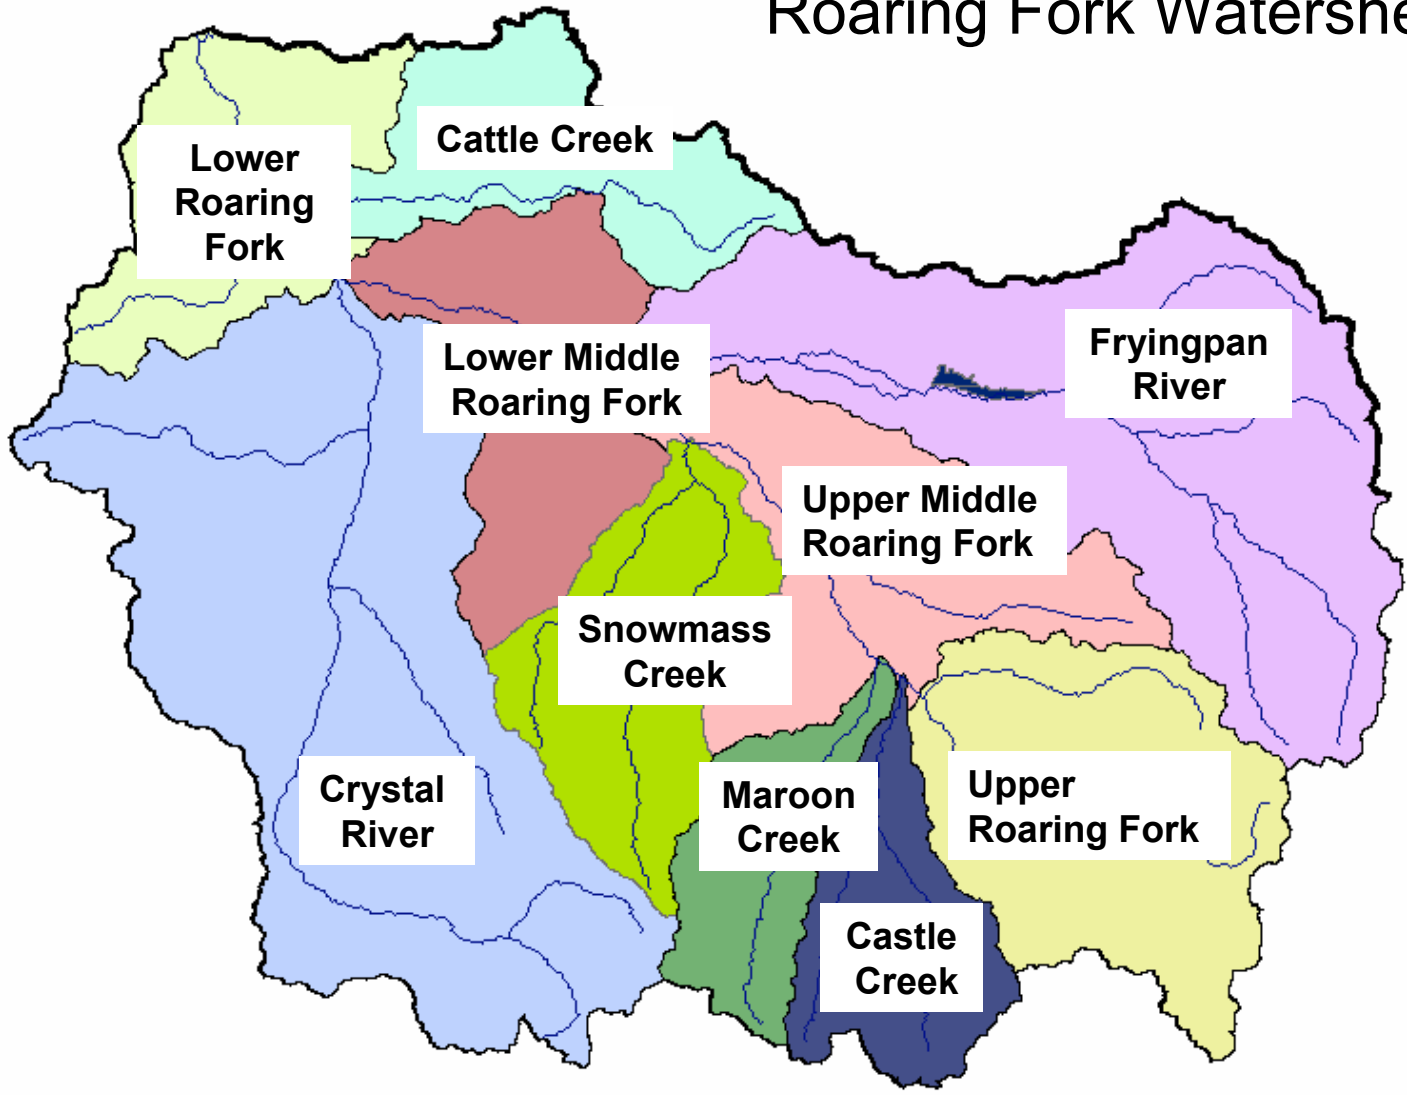 Roaring Fork Watershe
Cattle Creek
Lower
Roaring
Fork
Lower Middle
Roaring Fork
Fryingpan
River
Upper Middle
Roaring Fork
Snowmass
Creek
Crystal
River
Maroon
Creek
Upper
Roaring Fork
Castle
Creek